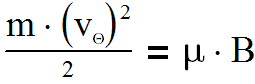 m · (v_Θ)² / 2 = μ · B